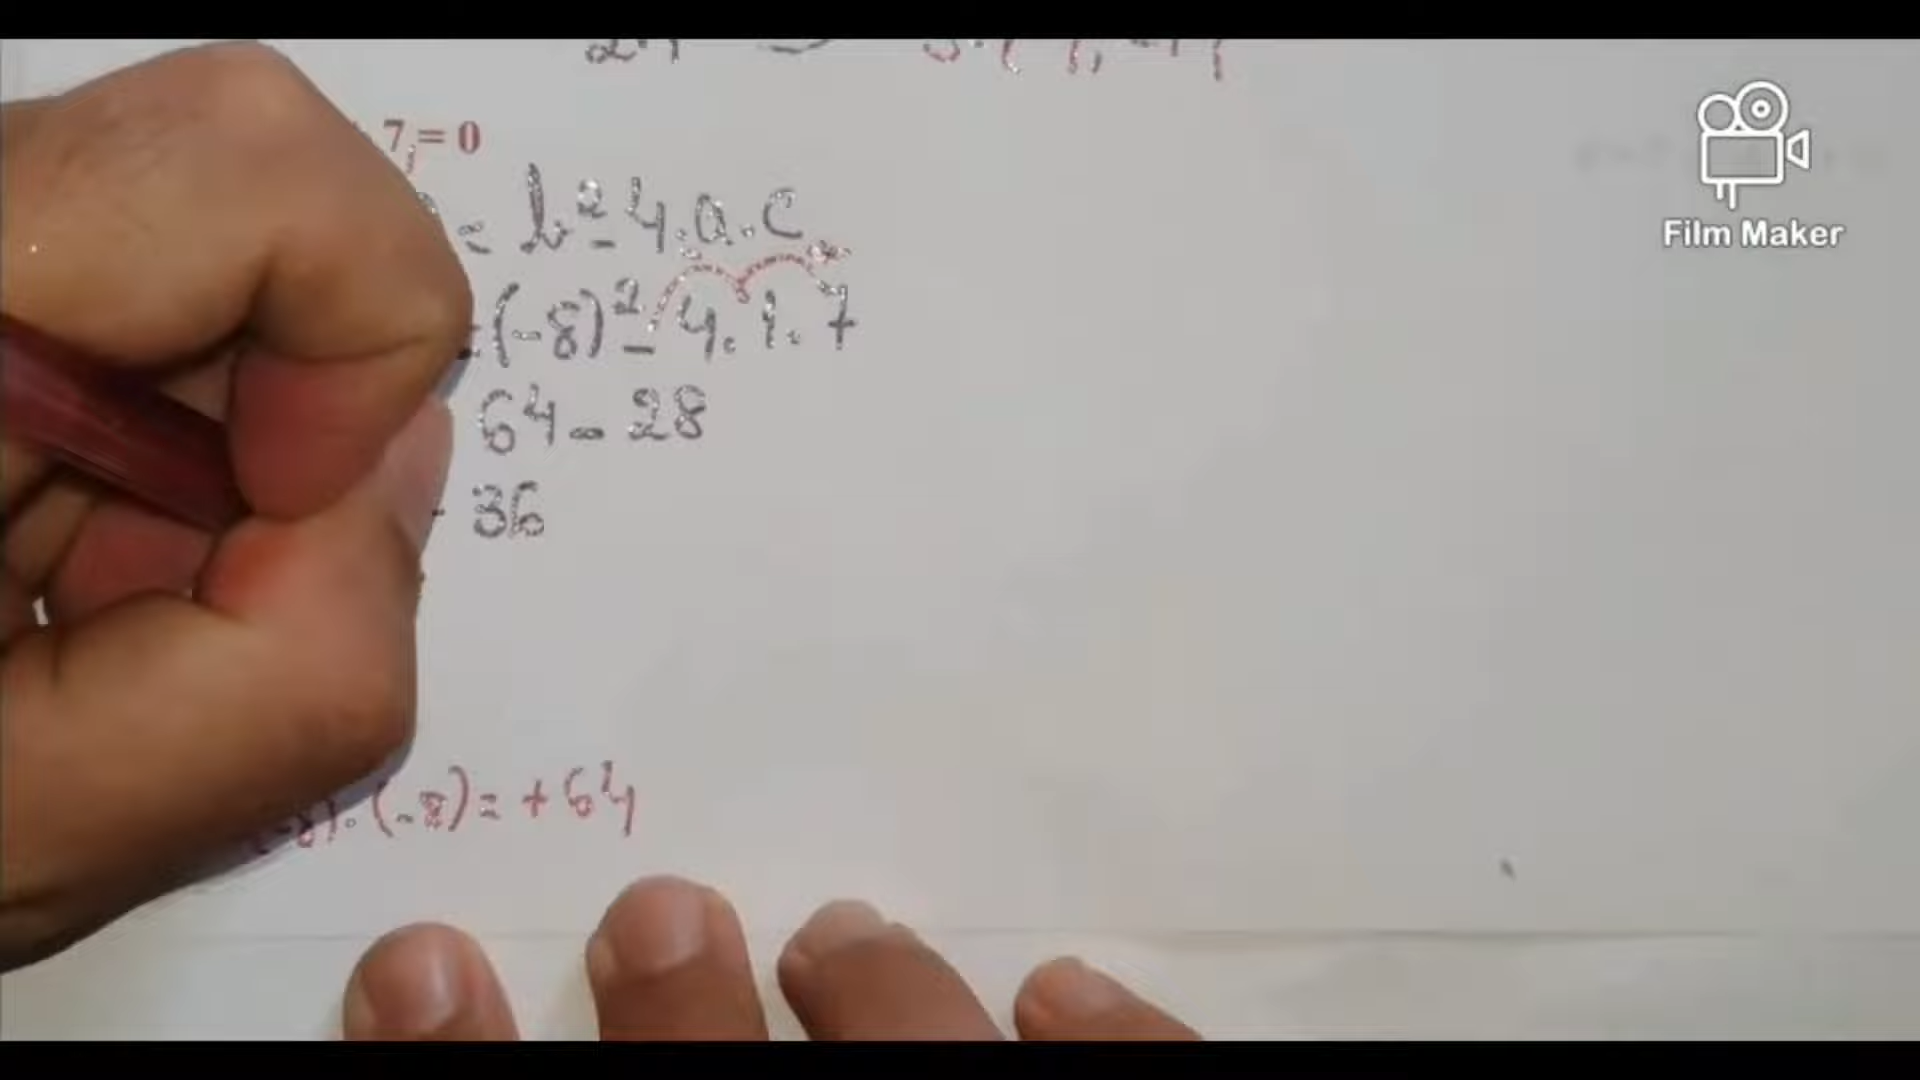 7 = 0
= b² - 4.a.c
= (-8)² - 4.1.7
64 - 28
36
(-8).(-8) = +64
Film Maker